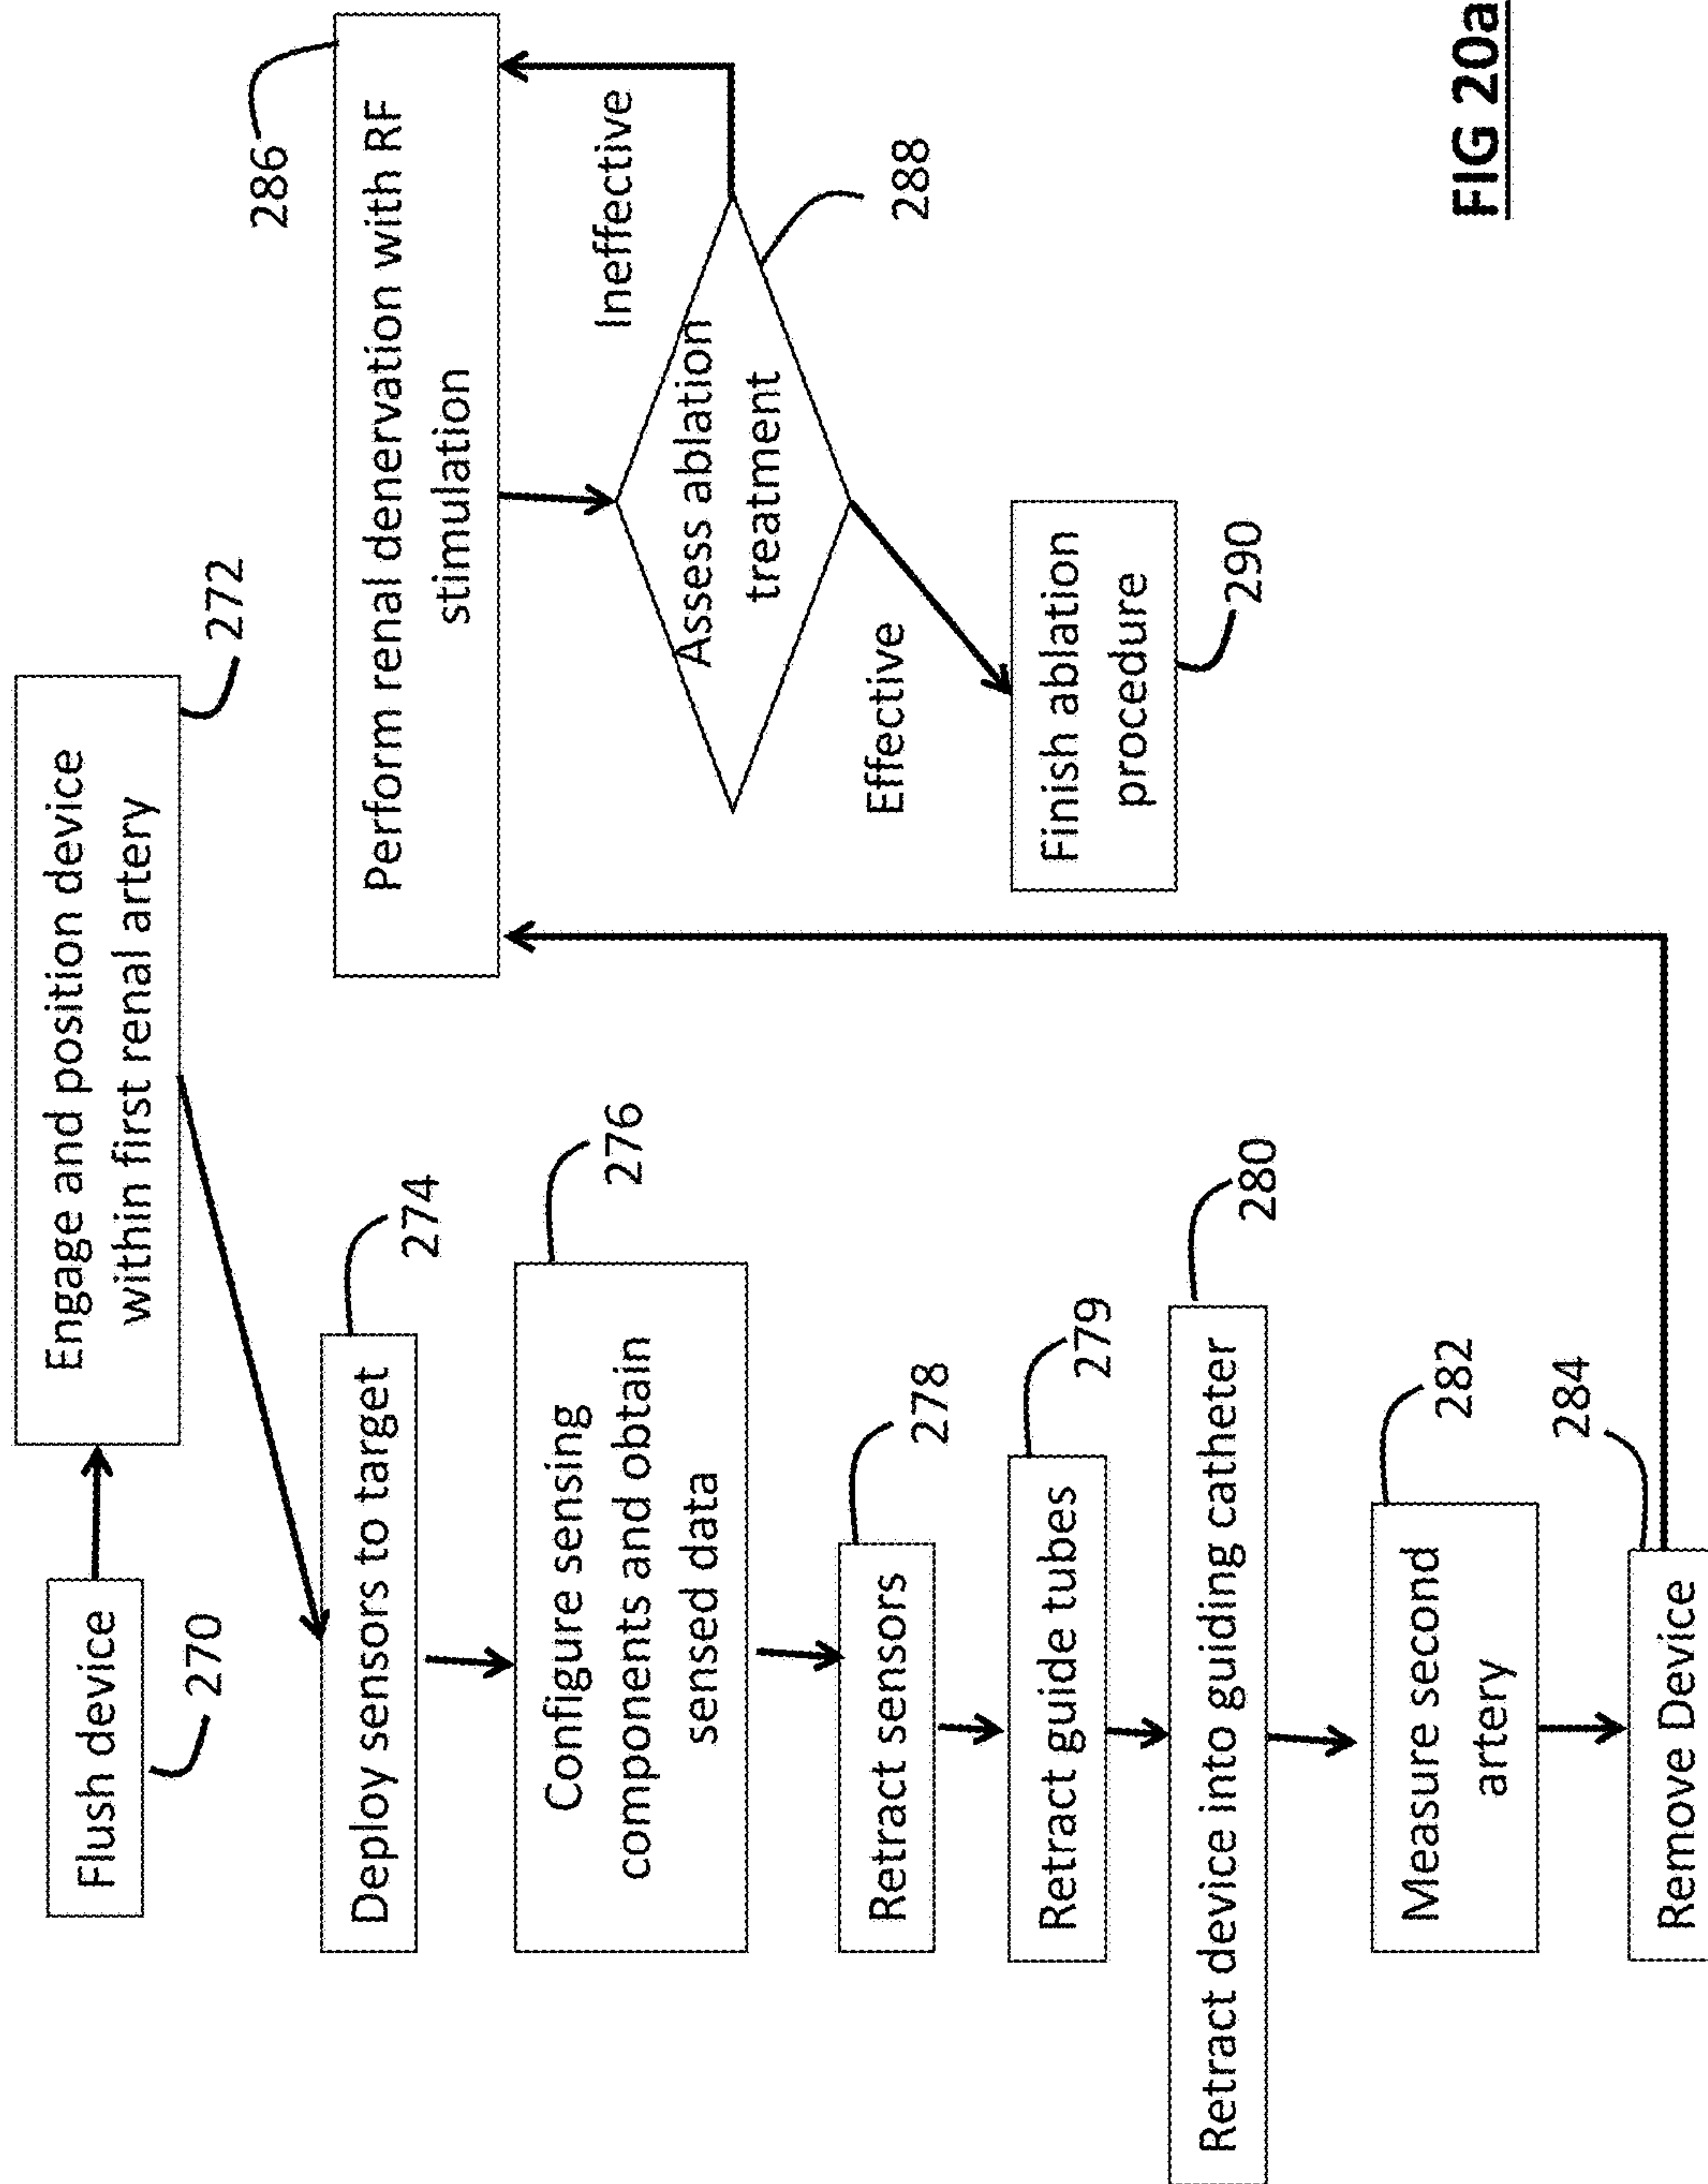 Flush device
270
Engage and position device
within first renal artery
272
Deploy sensors to target
274
Configure sensing
components and obtain
sensed data
276
Retract sensors
278
Retract guide tubes
279
Retract device into guiding catheter
280
Measure second
artery
282
Remove Device
284
Perform renal denervation with RF
stimulation
286
Assess ablation
treatment
288
Ineffective
Effective
Finish ablation
procedure
290
FIG 20a